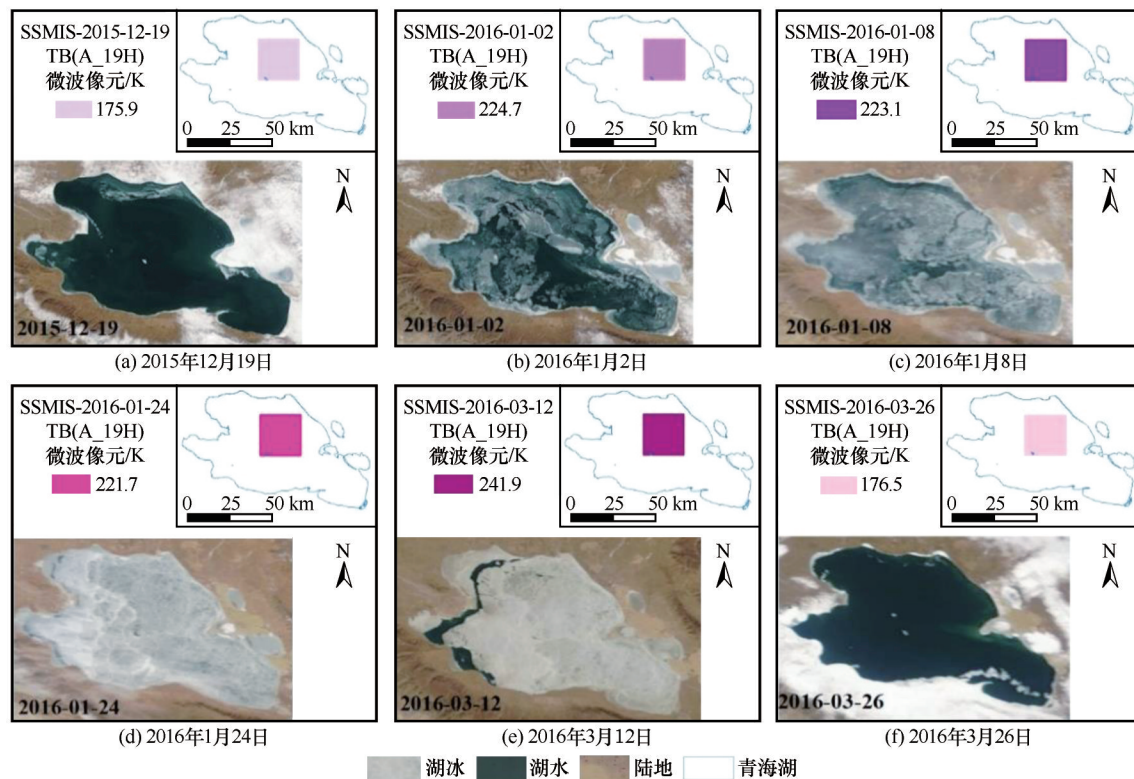 SSMIS-2015-12-19
TB(A_19H)
微波像元/K
175.9
0 25 50 km
N
2015-12-19
(a) 2015年12月19日
SSMIS-2016-01-02
TB(A_19H)
微波像元/K
224.7
0 25 50 km
N
2016-01-02
(b) 2016年1月2日
SSMIS-2016-01-08
TB(A_19H)
微波像元/K
223.1
0 25 50 km
N
2016-01-08
(c) 2016年1月8日
SSMIS-2016-01-24
TB(A_19H)
微波像元/K
221.7
0 25 50 km
N
2016-01-24
(d) 2016年1月24日
SSMIS-2016-03-12
TB(A_19H)
微波像元/K
241.9
0 25 50 km
N
2016-03-12
(e) 2016年3月12日
SSMIS-2016-03-26
TB(A_19H)
微波像元/K
176.5
0 25 50 km
N
2016-03-26
(f) 2016年3月26日
湖冰 湖水 陆地 青海湖